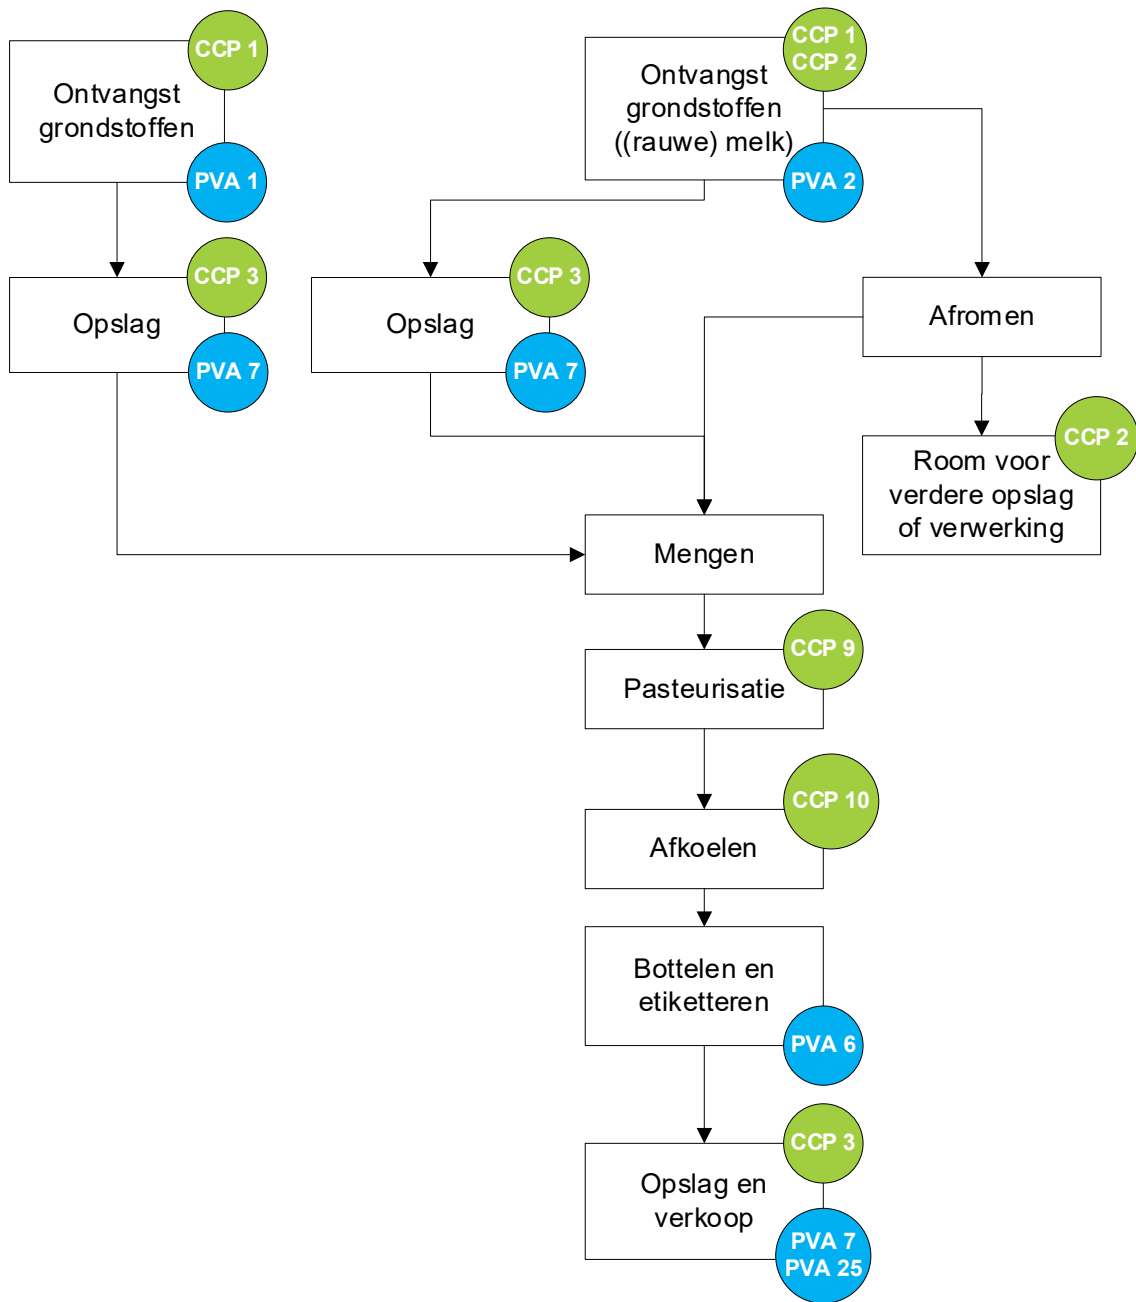 CCP 1
Ontvangst
grondstoffen
PVA 1
CCP 1
CCP 2
Ontvangst
grondstoffen
((rauwe) melk)
PVA 2
CCP 3
Opslag
PVA 7
CCP 3
Opslag
PVA 7
Afromen
CCP 2
Room voor
verdere opslag
of verwerking
Mengen
CCP 9
Pasteurisatie
CCP 10
Afkoelen
Bottelen en
etiketteren
PVA 6
CCP 3
Opslag en
verkoop
PVA 7
PVA 25